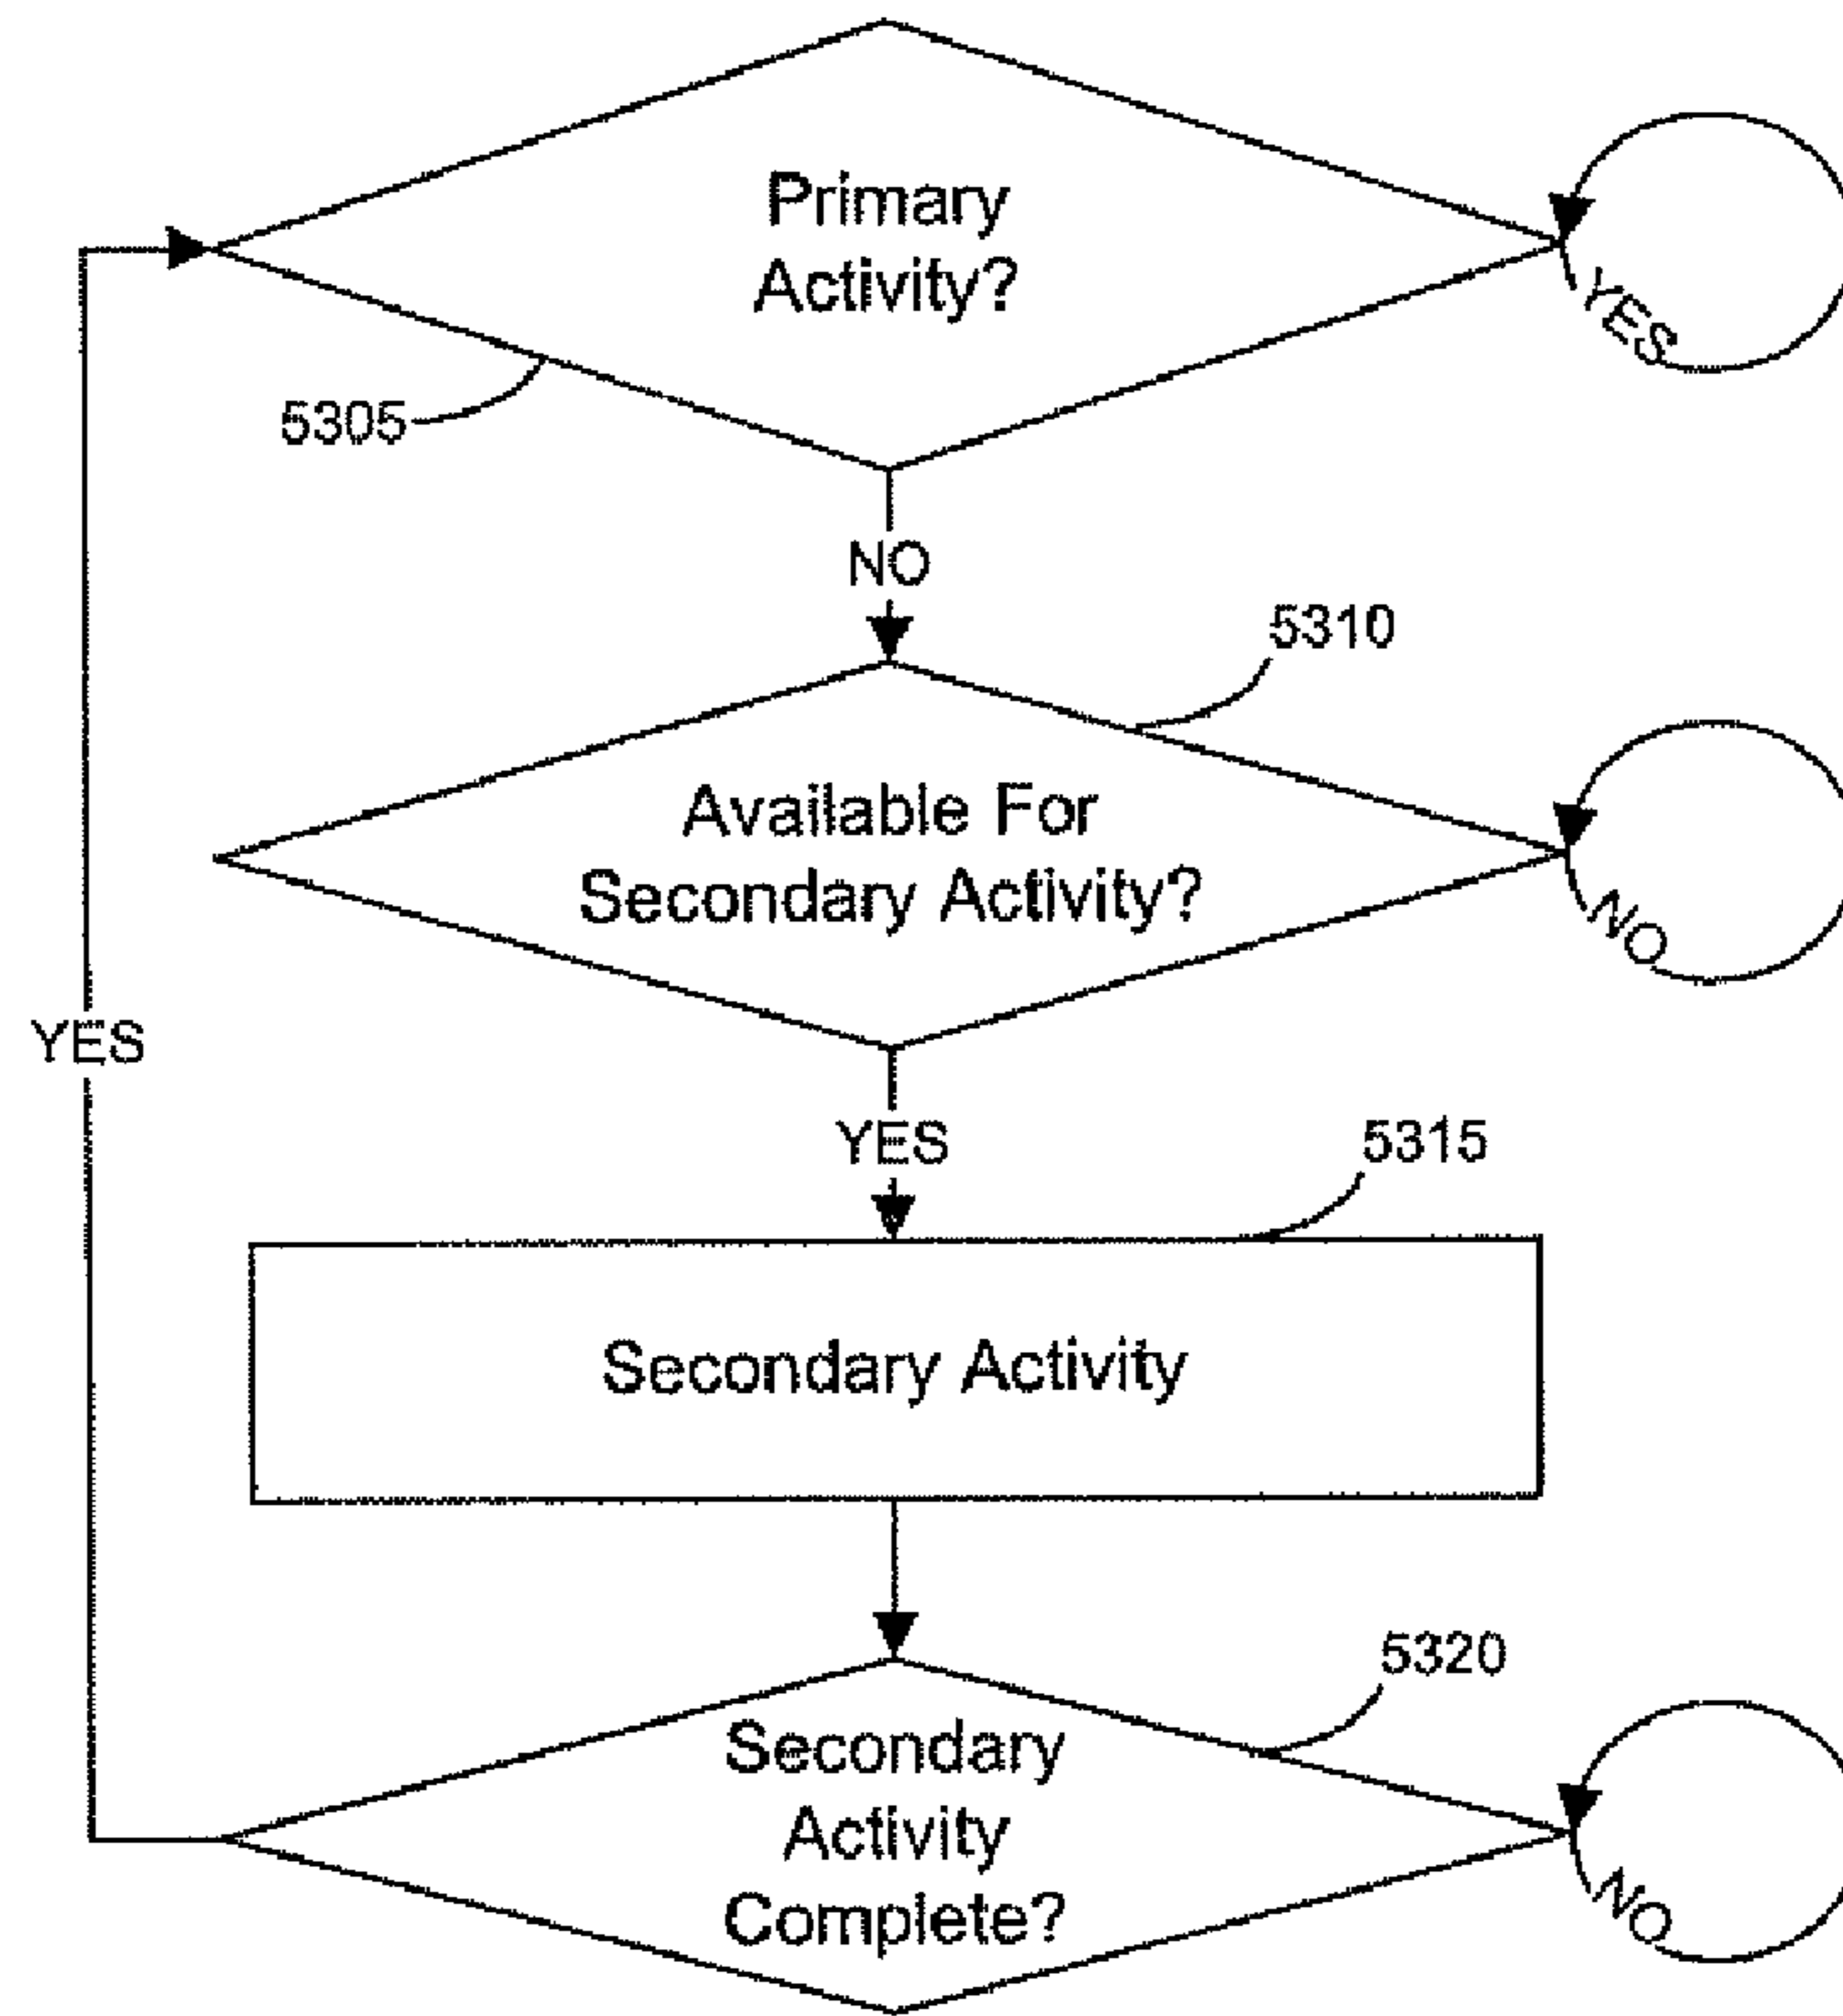 Primary
Activity?
YES
5305
NO
5310
Available For
Secondary Activity?
NO
YES
YES
5315
Secondary Activity
5320
Secondary
Activity
Complete?
NO